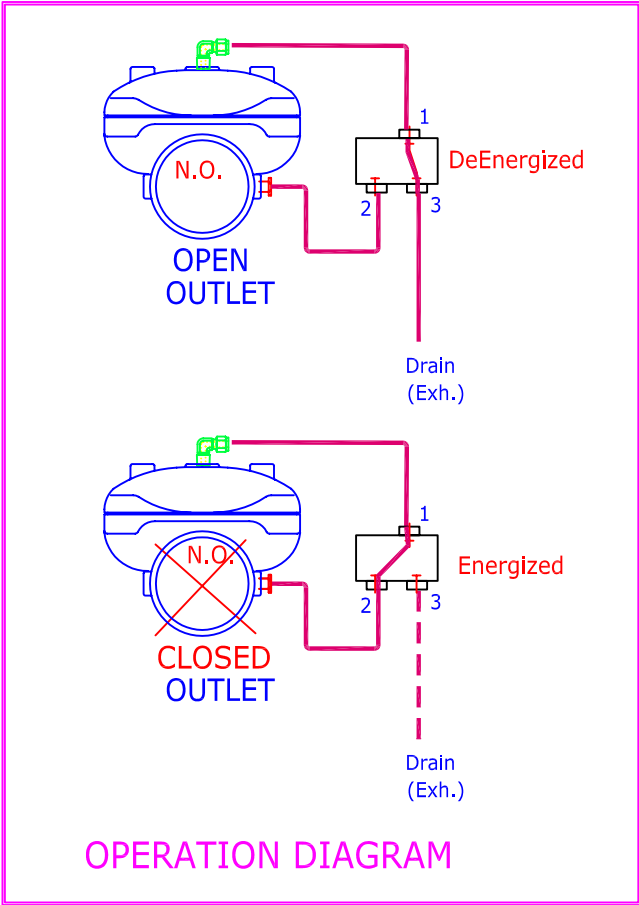 1
DeEnergized
N.O.
2
3
OPEN
OUTLET
Drain
(Exh.)
1
N.O.
Energized
2
3
CLOSED
OUTLET
Drain
(Exh.)
OPERATION DIAGRAM